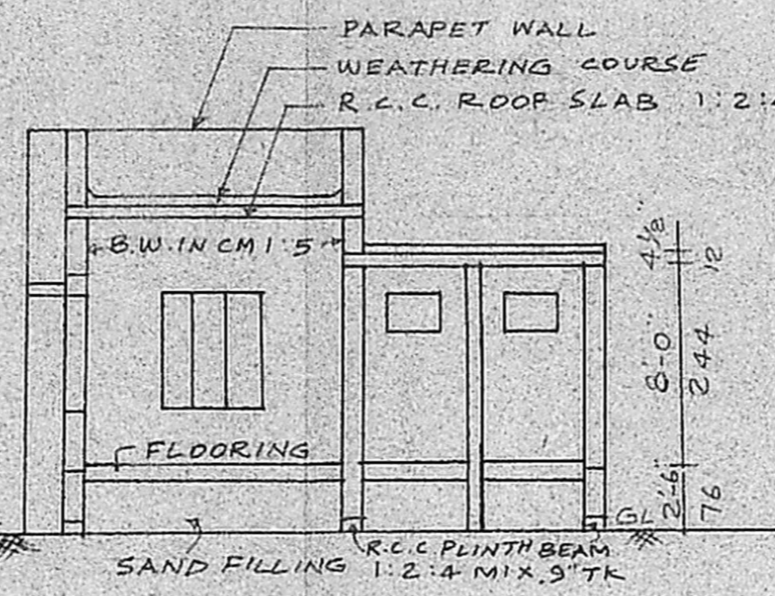 PARAPET WALL
WEATHERING COURSE
R.C.C. ROOF SLAB 1:2:
B.W. IN CM 1:5
4½"
12
8'-0"
244
FLOORING
2'-6"
76
GL
SAND FILLING
R.C.C PLINTH BEAM
1:2:4 MIX. 9" TK